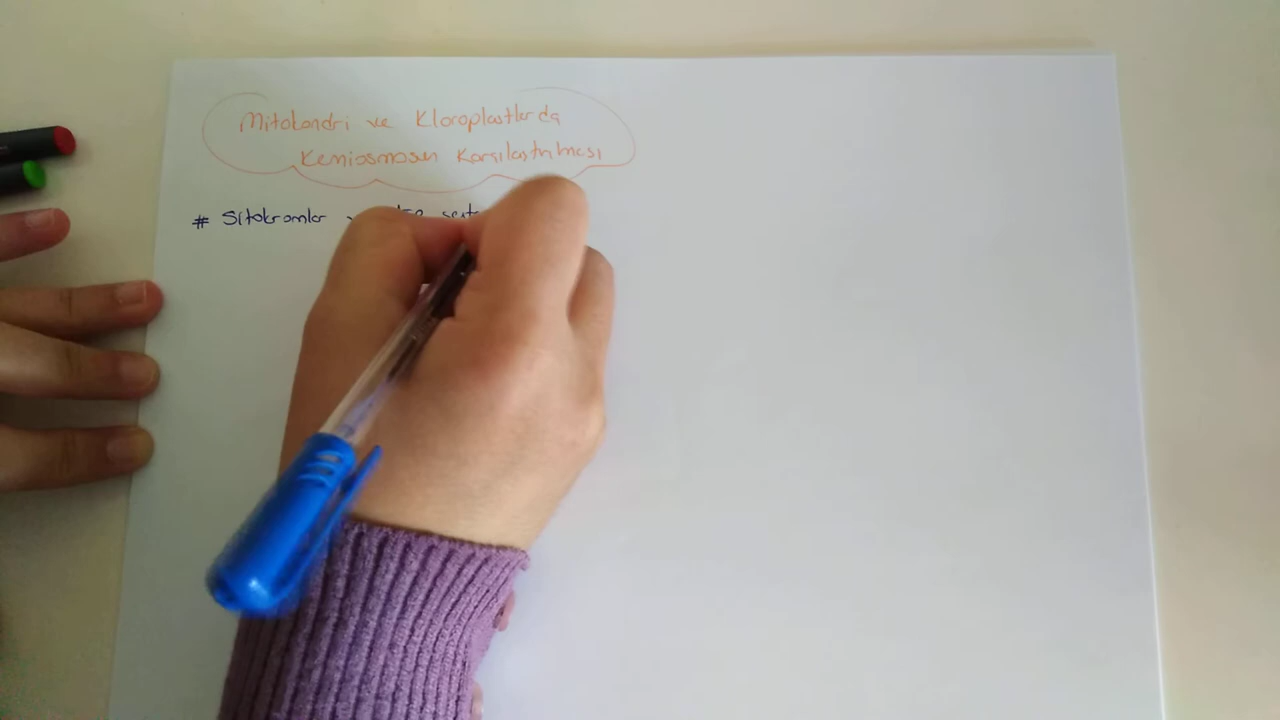 Mitokondri ve Kloroplastlarda
Kemiosmosun Karşılaştırılması
# Sitokromlar